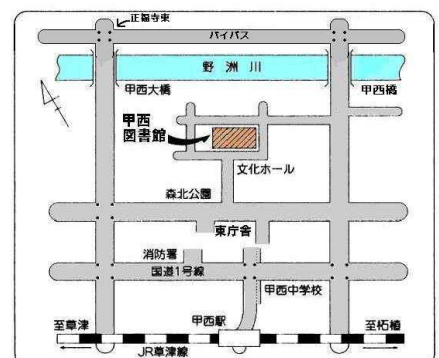 正福寺東
バイパス
野洲川
甲西大橋
甲西橋
甲西
図書館
文化ホール
森北公園
東庁舎
消防署
国道1号線
甲西中学校
甲西駅
至草津
至柘植
JR草津線